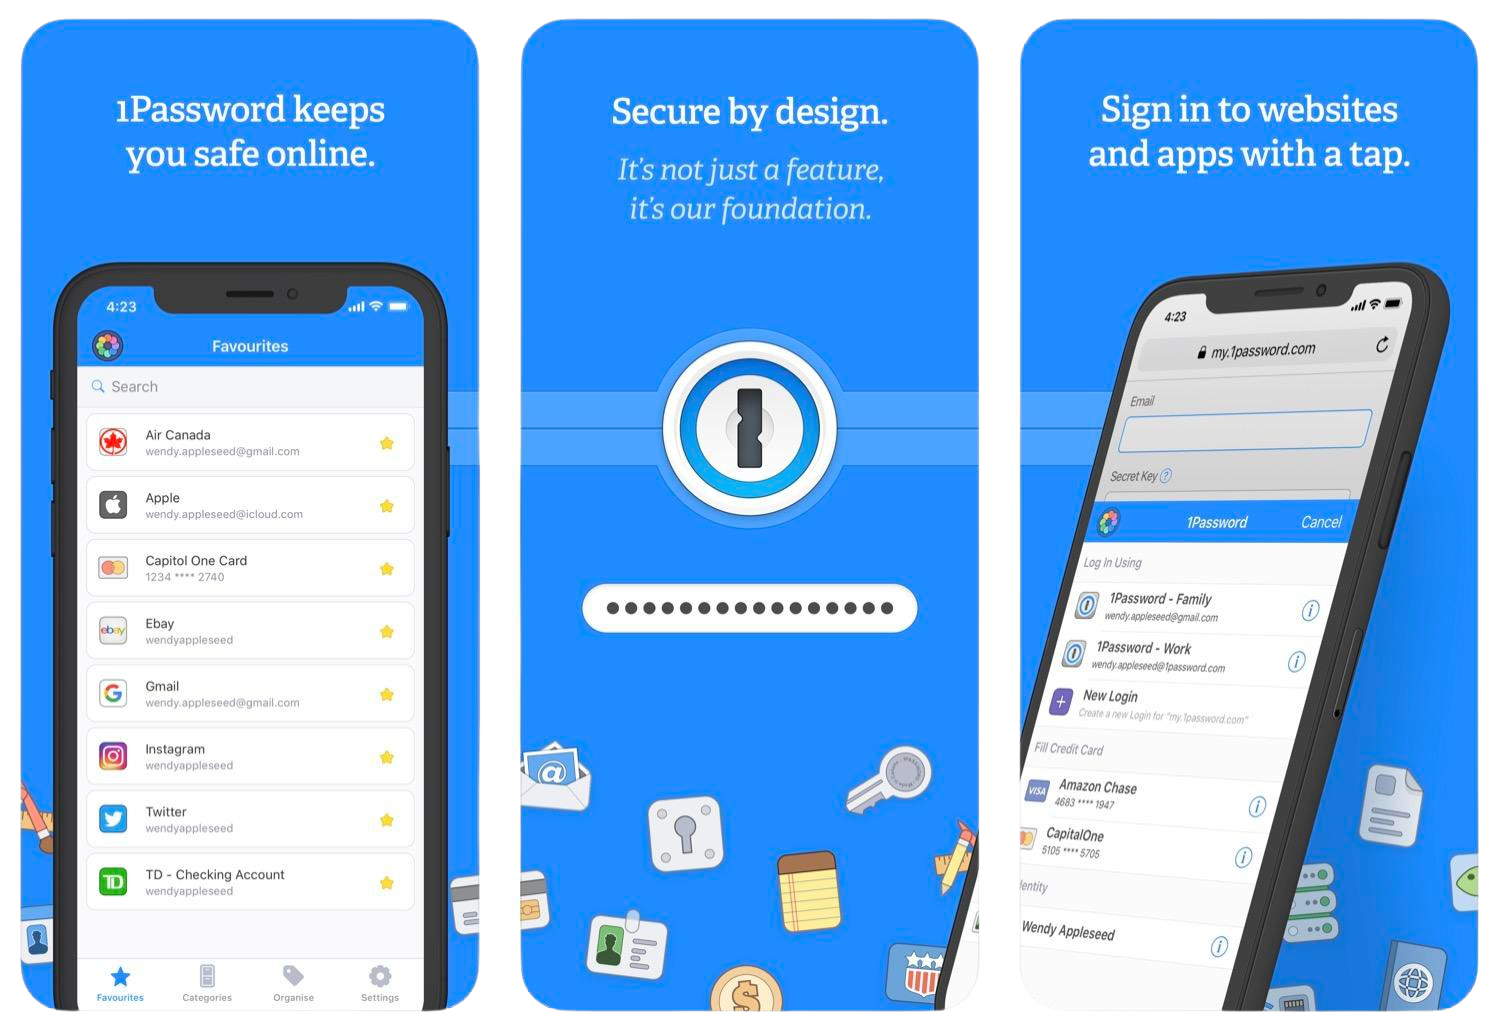 1Password keeps
you safe online.
4:23
Favourites
Search
Air Canada
wendy.appleseed@gmail.com
Apple
wendy.appleseed@icloud.com
Capitol One Card
1234 **** 2740
ebay
Ebay
wendyappleseed
Gmail
wendy.appleseed@gmail.com
Instagram
wendyappleseed
Twitter
wendyappleseed
TD
TD - Checking Account
wendyappleseed
Favourites
Categories
Organise
Settings
Secure by design.
It’s not just a feature,
it’s our foundation.
@
$
Sign in to websites
and apps with a tap.
4:23
my.1password.com
Email
Secret Key ?
1Password
Cancel
Log In Using
1Password - Family
wendy.appleseed@gmail.com
1Password - Work
wendy.appleseed@1password.com
New Login
Create a new Login for “my.1password.com”
Fill Credit Card
VISA
Amazon Chase
4683 **** 1947
CapitalOne
5105 **** 5705
entity
Wendy Appleseed